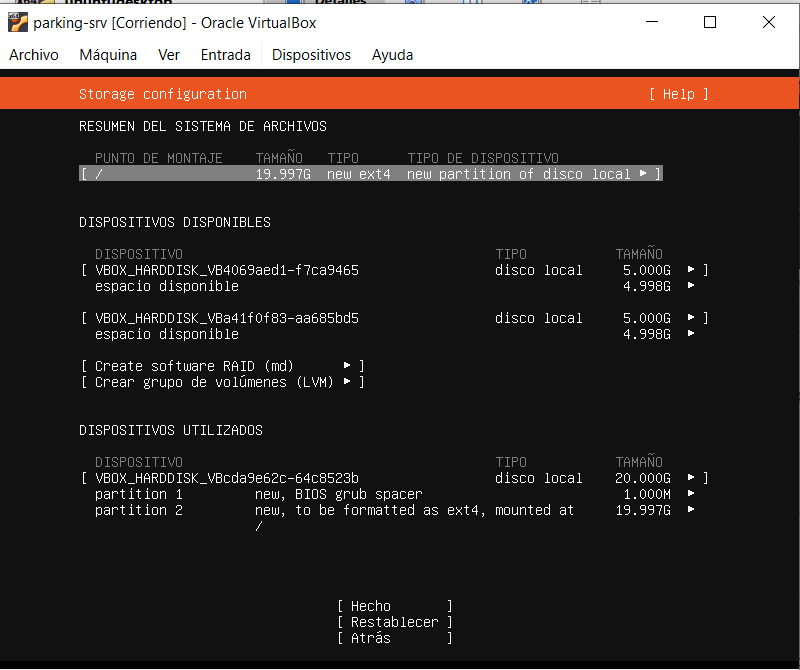 parking-srv [Corriendo] - Oracle VirtualBox
Archivo Máquina Ver Entrada Dispositivos Ayuda
Storage configuration [ Help ]
RESUMEN DEL SISTEMA DE ARCHIVOS
PUNTO DE MONTAJE TAMAÑO TIPO TIPO DE DISPOSITIVO
[ / 19.997G new ext4 new partition of disco local ▸ ]
DISPOSITIVOS DISPONIBLES
DISPOSITIVO TIPO TAMAÑO
[ VBOX_HARDDISK_VB4069aed1-f7ca9465 disco local 5.000G ▸ ]
espacio disponible 4.998G ▸
[ VBOX_HARDDISK_VBa41f0f83-aa685bd5 disco local 5.000G ▸ ]
espacio disponible 4.998G ▸
[ Create software RAID (md) ▸ ]
[ Crear grupo de volúmenes (LVM) ▸ ]
DISPOSITIVOS UTILIZADOS
DISPOSITIVO TIPO TAMAÑO
[ VBOX_HARDDISK_VBcda9e62c-64c8523b disco local 20.000G ▸ ]
partition 1 new, BIOS grub spacer 1.000M ▸
partition 2 new, to be formatted as ext4, mounted at 19.997G ▸
/
[ Hecho ]
[ Restablecer ]
[ Atrás ]